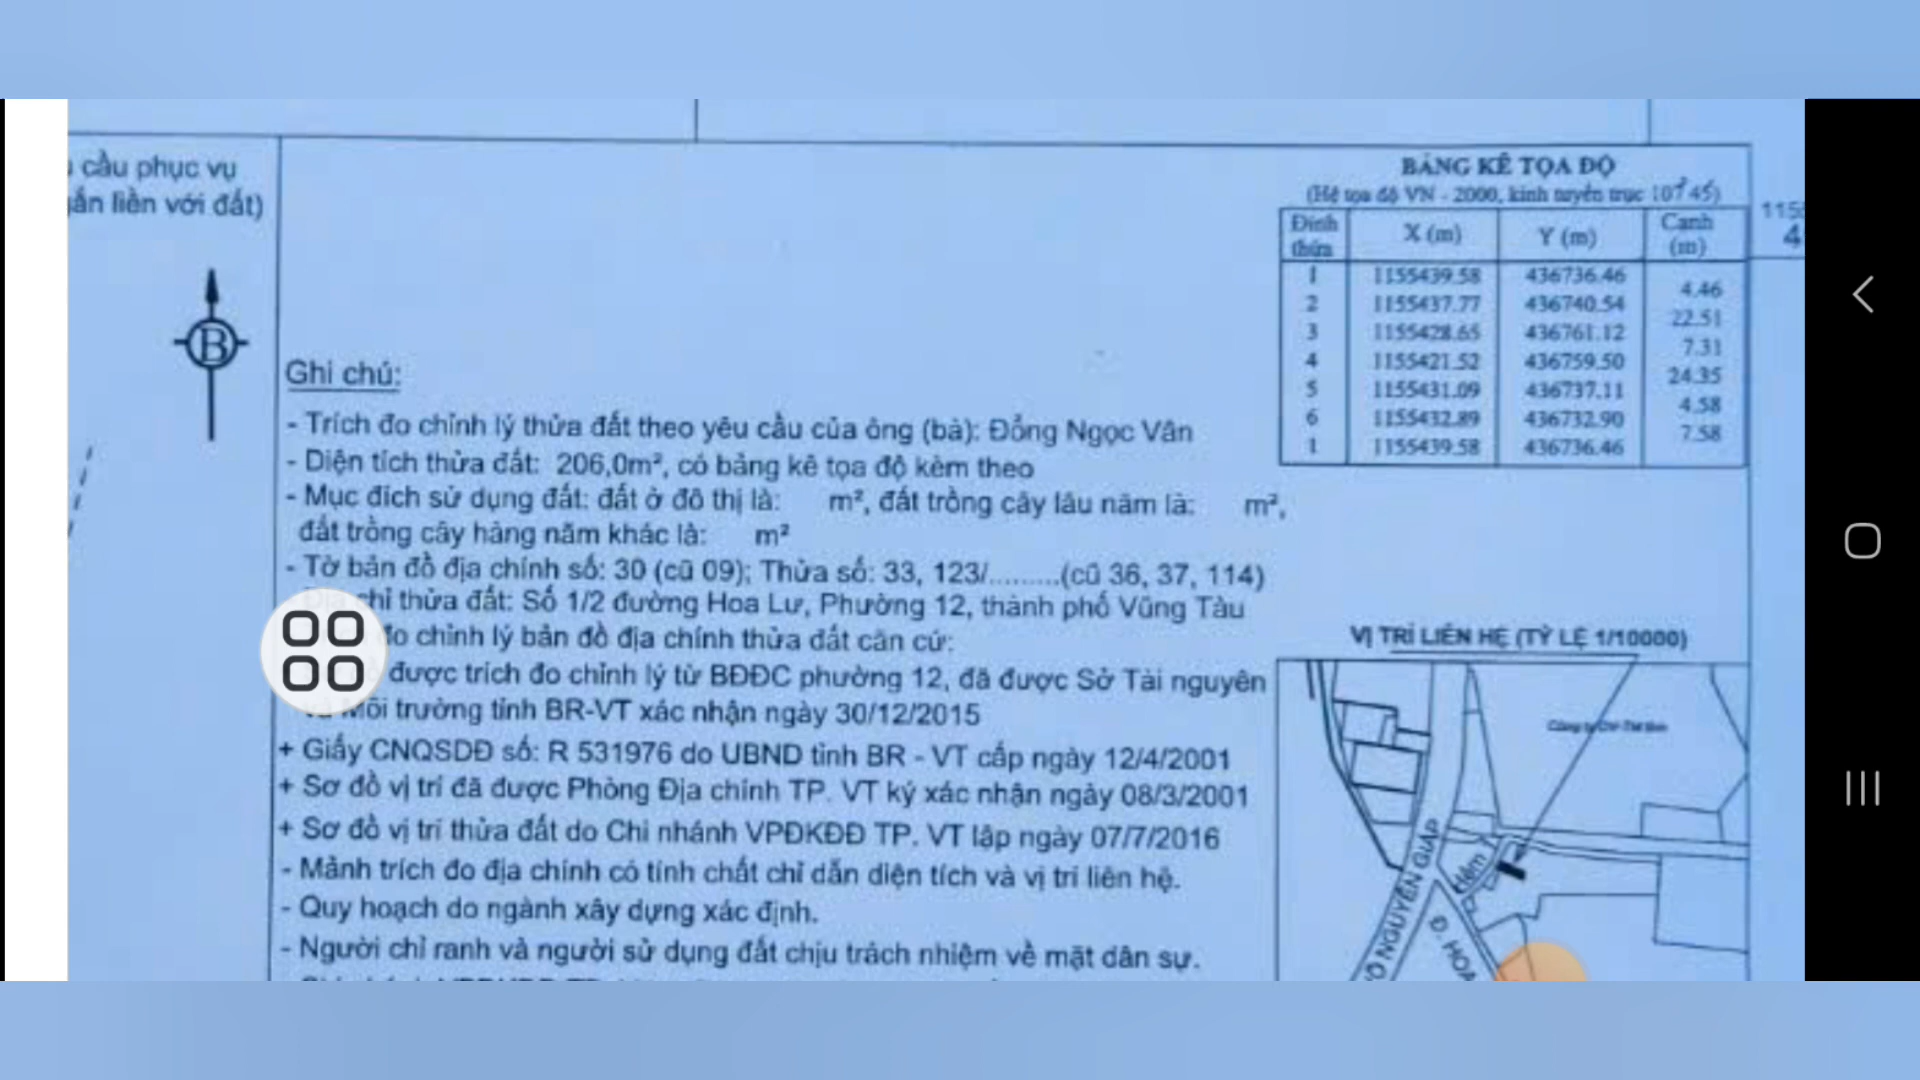 cầu phục vụ
gắn liền với đất)
B
BẢNG KÊ TỌA ĐỘ
(Hệ tọa độ VN - 2000, kinh tuyến trục 107°45')
Đỉnh thửa X (m) Y (m) Cạnh (m)
1 1155439.58 436736.46
4.46
2 1155437.77 436740.54
22.51
3 1155428.65 436761.12
7.31
4 1155421.52 436759.50
24.35
5 1155431.09 436737.11
4.58
6 1155432.89 436732.90
7.58
1 1155439.58 436736.46
115
4
Ghi chú:
- Trích đo chỉnh lý thửa đất theo yêu cầu của ông (bà): Đồng Ngọc Vân
- Diện tích thửa đất: 206,0m², có bảng kê tọa độ kèm theo
- Mục đích sử dụng đất: đất ở đô thị là: m², đất trồng cây lâu năm là: m²,
đất trồng cây hàng năm khác là: m²
- Tờ bản đồ địa chính số: 30 (cũ 09); Thửa số: 33, 123/.........(cũ 36, 37, 114)
chỉ thửa đất: Số 1/2 đường Hoa Lư, Phường 12, thành phố Vũng Tàu
đo chỉnh lý bản đồ địa chính thửa đất căn cứ:
được trích đo chỉnh lý từ BĐĐC phường 12, đã được Sở Tài nguyên
và Môi trường tỉnh BR-VT xác nhận ngày 30/12/2015
+ Giấy CNQSDĐ số: R 531976 do UBND tỉnh BR - VT cấp ngày 12/4/2001
+ Sơ đồ vị trí đã được Phòng Địa chính TP. VT ký xác nhận ngày 08/3/2001
+ Sơ đồ vị trí thửa đất do Chi nhánh VPĐKĐĐ TP. VT lập ngày 07/7/2016
- Mảnh trích đo địa chính có tính chất chỉ dẫn diện tích và vị trí liên hệ.
- Quy hoạch do ngành xây dựng xác định.
- Người chỉ ranh và người sử dụng đất chịu trách nhiệm về mặt dân sự.
VỊ TRÍ LIÊN HỆ (TỶ LỆ 1/10000)
NGUYÊN GIÁP
Hẻm
Đ. HOA